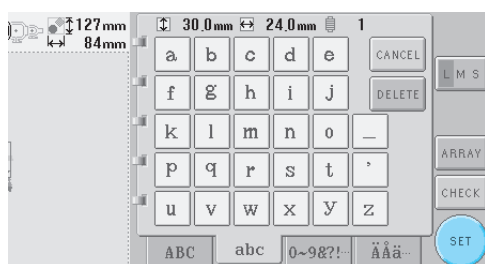 127mm
84mm
30.0mm 24.0mm 1
a b c d e CANCEL
L M S
f g h i j DELETE
k l m n o _
ARRAY
p q r s t '
CHECK
u v w x y z
SET
ABC abc 0~9&?!… ÄÅä…